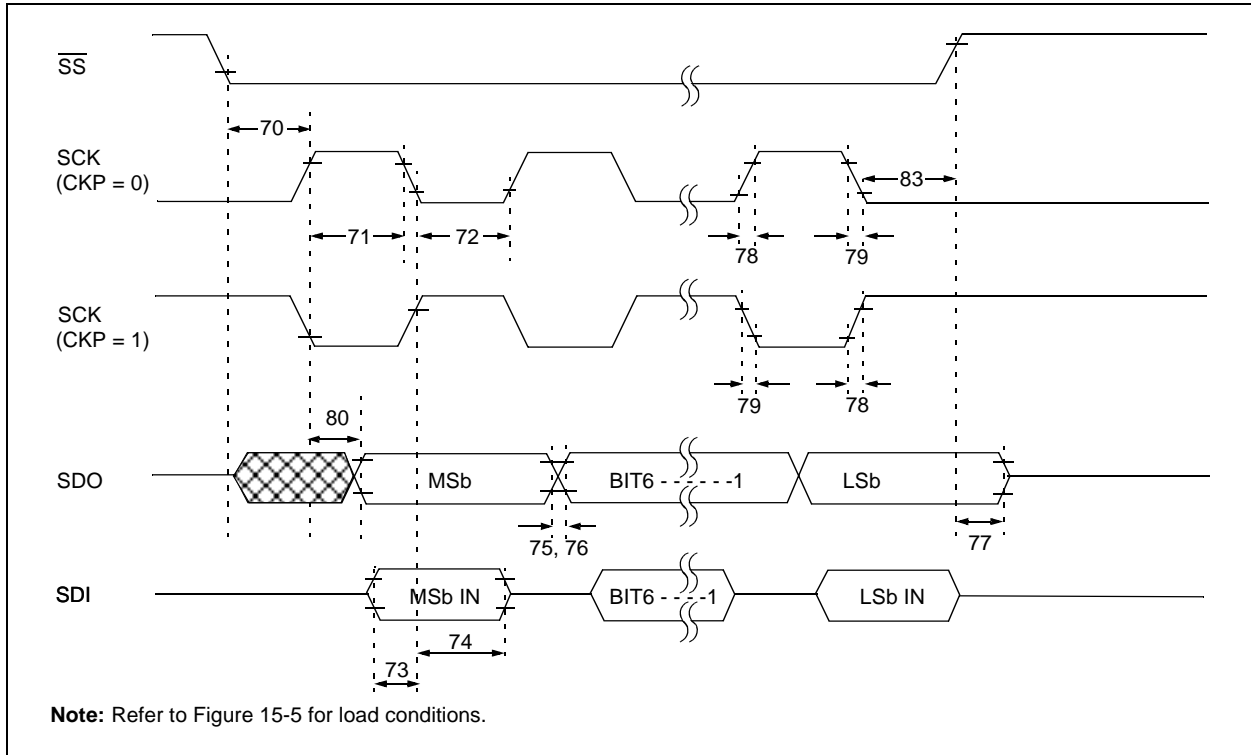 SS
70
SCK
(CKP = 0)
83
71
72
78
79
SCK
(CKP = 1)
79
78
80
SDO
MSb
BIT6 - - - - - -1
LSb
75, 76
77
SDI
MSb IN
BIT6 - - - -1
LSb IN
74
73
Note: Refer to Figure 15-5 for load conditions.